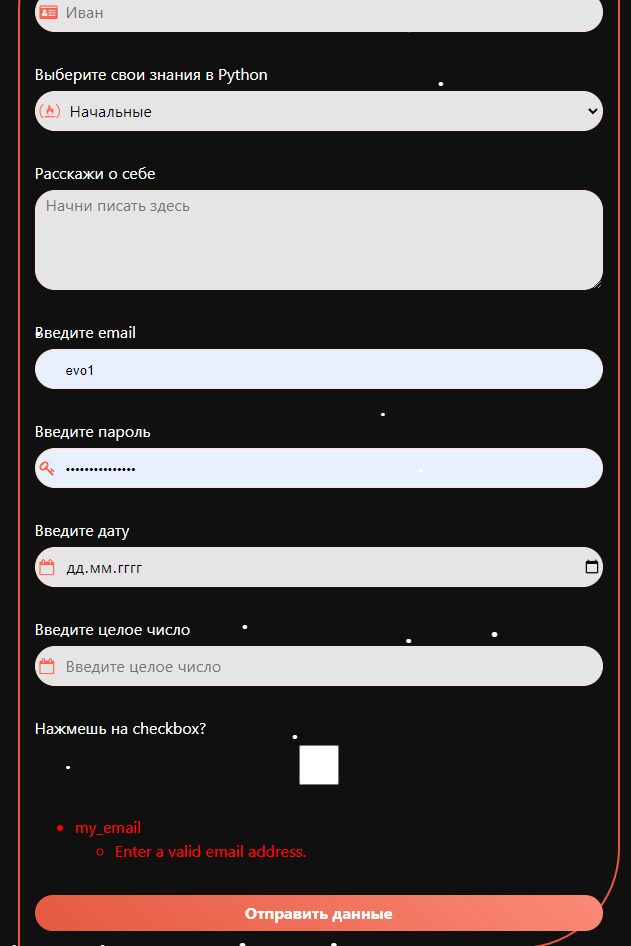 Иван
Выберите свои знания в Python
Начальные
Расскажи о себе
Начни писать здесь
Введите email
evo1
Введите пароль
•••••••••••••••
Введите дату
дд.мм.гггг
Введите целое число
Введите целое число
Нажмешь на checkbox?
my_email
Enter a valid email address.
Отправить данные